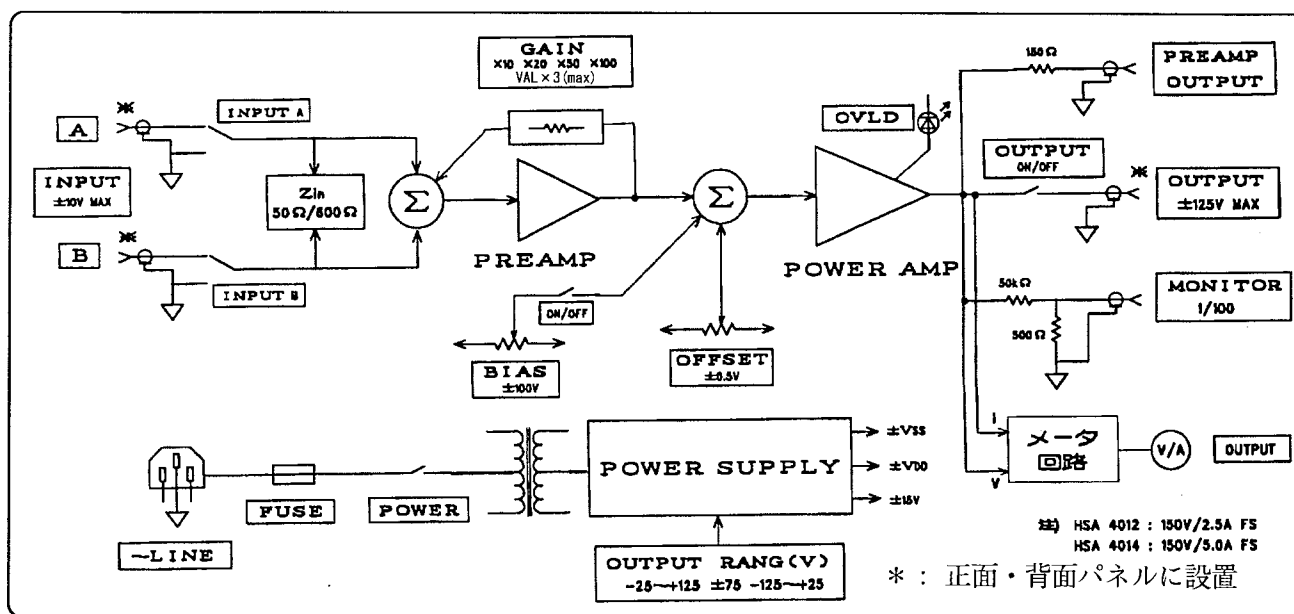 GAIN
×10 ×20 ×50 ×100
VAL×3(max)
150Ω
PREAMP
OUTPUT
*
A
INPUT A
OVLD
INPUT
±10V MAX
Zin
50Ω/600Ω
Σ
Σ
OUTPUT
ON/OFF
*
OUTPUT
±125V MAX
*
B
INPUT B
PREAMP
POWER AMP
ON/OFF
50kΩ
500Ω
MONITOR
1/100
BIAS
±100V
OFFSET
±0.5V
I
V
メータ
回路
V/A
OUTPUT
POWER SUPPLY
±VSS
±VDD
±15V
FUSE
POWER
~LINE
OUTPUT RANG(V)
-25~+125 ±75 -125~+25
注) HSA 4012 : 150V/2.5A FS
HSA 4014 : 150V/5.0A FS
* : 正面・背面パネルに設置